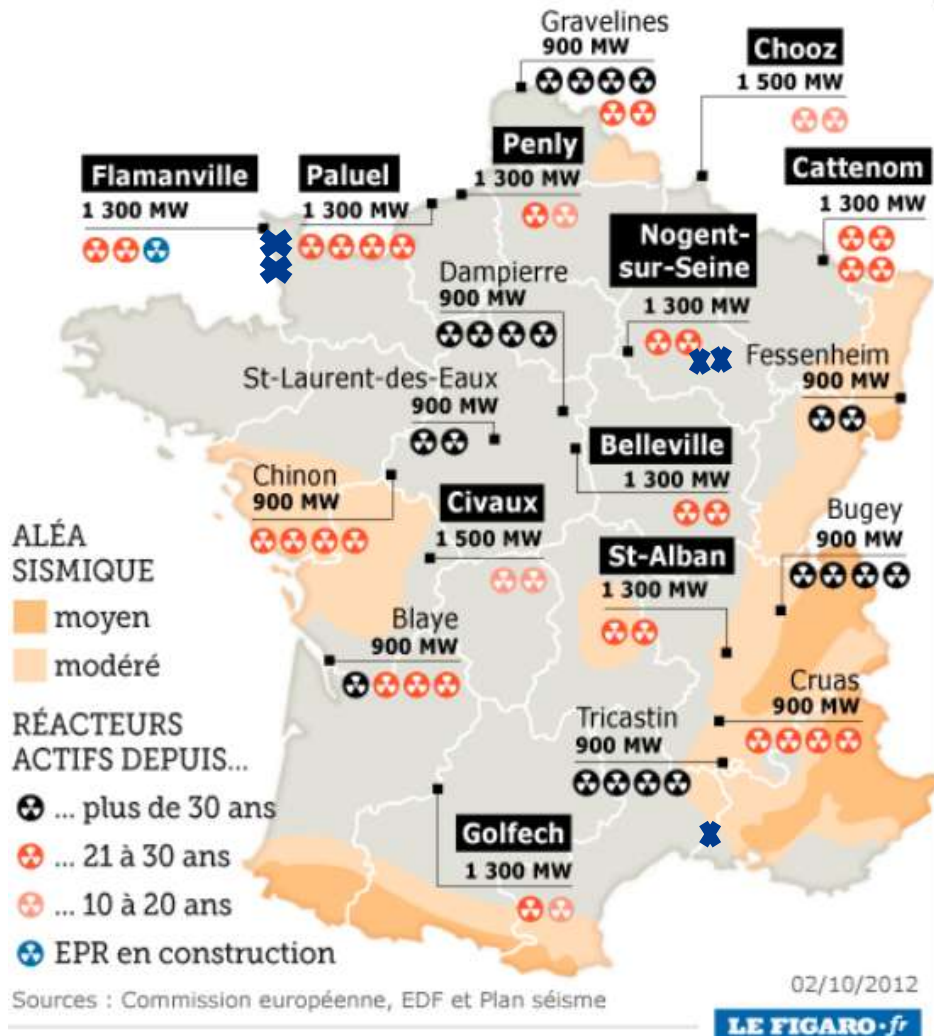 Gravelines
900 MW
Chooz
1 500 MW
Penly
1 300 MW
Flamanville
1 300 MW
Paluel
1 300 MW
Cattenom
1 300 MW
Nogent-
sur-Seine
1 300 MW
Dampierre
900 MW
St-Laurent-des-Eaux
900 MW
Fessenheim
900 MW
Belleville
1 300 MW
Chinon
900 MW
Civaux
1 500 MW
Bugey
900 MW
St-Alban
1 300 MW
Blaye
900 MW
Cruas
900 MW
Tricastin
900 MW
Golfech
1 300 MW
ALÉA
SISMIQUE
moyen
modéré
RÉACTEURS
ACTIFS DEPUIS...
... plus de 30 ans
... 21 à 30 ans
... 10 à 20 ans
EPR en construction
02/10/2012
Sources : Commission européenne, EDF et Plan séisme
LE FIGARO·fr